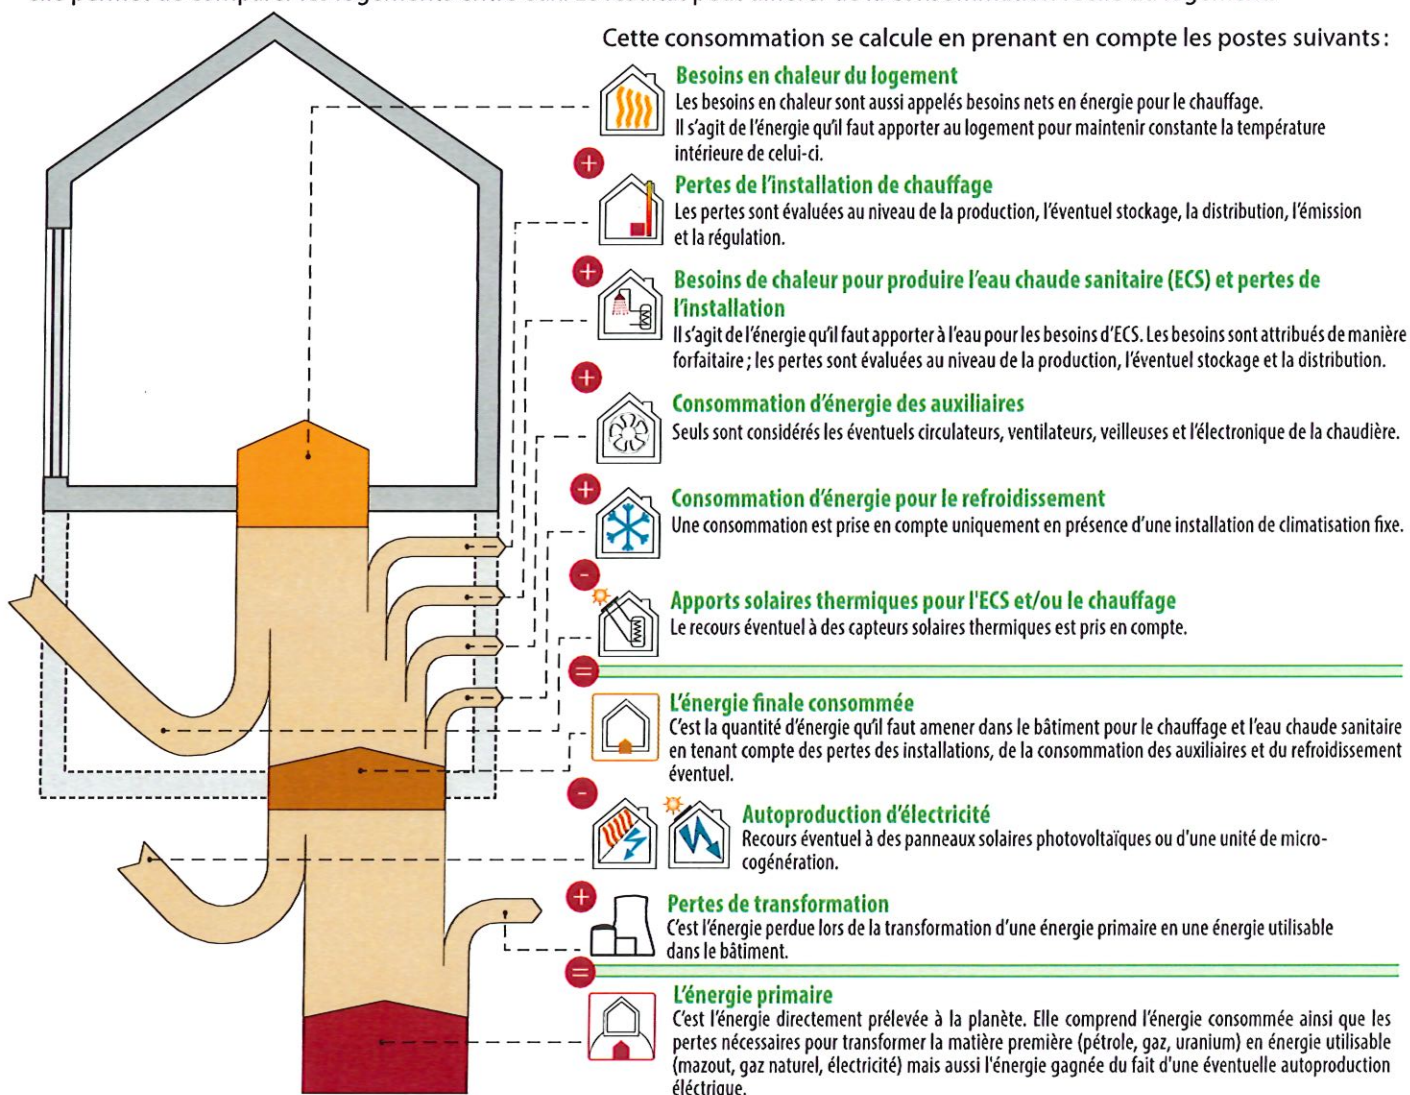 Cette consommation se calcule en prenant en compte les postes suivants :
Besoins en chaleur du logement
Les besoins en chaleur sont aussi appelés besoins nets en énergie pour le chauffage.
Il s'agit de l'énergie qu'il faut apporter au logement pour maintenir constante la température
intérieure de celui-ci.
+
Pertes de l'installation de chauffage
Les pertes sont évaluées au niveau de la production, l'éventuel stockage, la distribution, l'émission
et la régulation.
+
Besoins de chaleur pour produire l'eau chaude sanitaire (ECS) et pertes de
l'installation
Il s'agit de l'énergie qu'il faut apporter à l'eau pour les besoins d'ECS. Les besoins sont attribués de manière
forfaitaire ; les pertes sont évaluées au niveau de la production, l'éventuel stockage et la distribution.
+
Consommation d'énergie des auxiliaires
Seuls sont considérés les éventuels circulateurs, ventilateurs, veilleuses et l'électronique de la chaudière.
+
Consommation d'énergie pour le refroidissement
Une consommation est prise en compte uniquement en présence d'une installation de climatisation fixe.
-
Apports solaires thermiques pour l'ECS et/ou le chauffage
Le recours éventuel à des capteurs solaires thermiques est pris en compte.
=
L'énergie finale consommée
C'est la quantité d'énergie qu'il faut amener dans le bâtiment pour le chauffage et l'eau chaude sanitaire
en tenant compte des pertes des installations, de la consommation des auxiliaires et du refroidissement
éventuel.
-
Autoproduction d'électricité
Recours éventuel à des panneaux solaires photovoltaïques ou d'une unité de micro-
cogénération.
+
Pertes de transformation
C'est l'énergie perdue lors de la transformation d'une énergie primaire en une énergie utilisable
dans le bâtiment.
=
L'énergie primaire
C'est l'énergie directement prélevée à la planète. Elle comprend l'énergie consommée ainsi que les
pertes nécessaires pour transformer la matière première (pétrole, gaz, uranium) en énergie utilisable
(mazout, gaz naturel, électricité) mais aussi l'énergie gagnée du fait d'une éventuelle autoproduction
éléctrique.